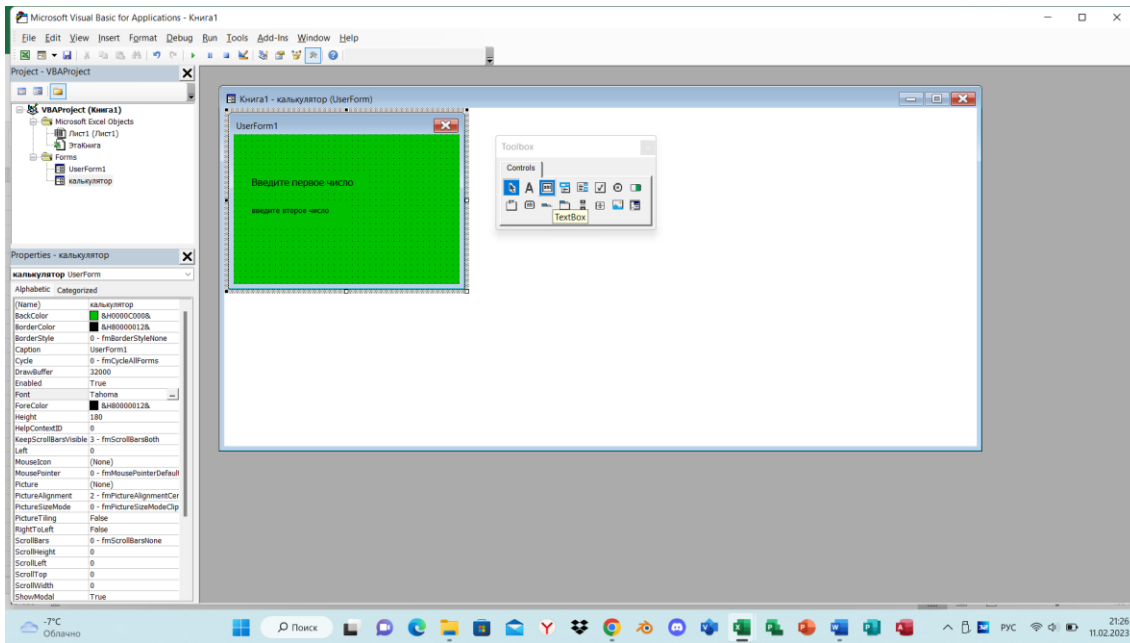 Microsoft Visual Basic for Applications - Книга1
File Edit View Insert Format Debug Run Tools Add-Ins Window Help
Project - VBAProject
VBAProject (Книга1)
Microsoft Excel Objects
Лист1 (Лист1)
ЭтаКнига
Forms
UserForm1
калькулятор
Книга1 - калькулятор (UserForm)
UserForm1
Введите первое число
введите второе число
Toolbox
Controls
TextBox
Properties - калькулятор
калькулятор UserForm
Alphabetic Categorized
(Name) калькулятор
BackColor &H0000C000&
BorderColor &H80000012&
BorderStyle 0 - fmBorderStyleNone
Caption UserForm1
Cycle 0 - fmCycleAllForms
DrawBuffer 32000
Enabled True
Font Tahoma
ForeColor &H80000012&
Height 180
HelpContextID 0
KeepScrollBarsVisible 3 - fmScrollBarsBoth
Left 0
MouseIcon (None)
MousePointer 0 - fmMousePointerDefault
Picture (None)
PictureAlignment 2 - fmPictureAlignmentCer
PictureSizeMode 0 - fmPictureSizeModeClip
PictureTiling False
RightToLeft False
ScrollBars 0 - fmScrollBarsNone
ScrollHeight 0
ScrollLeft 0
ScrollTop 0
ScrollWidth 0
ShowModal True
-7°C
Облачно
Поиск
РУС
21:26
11.02.2023